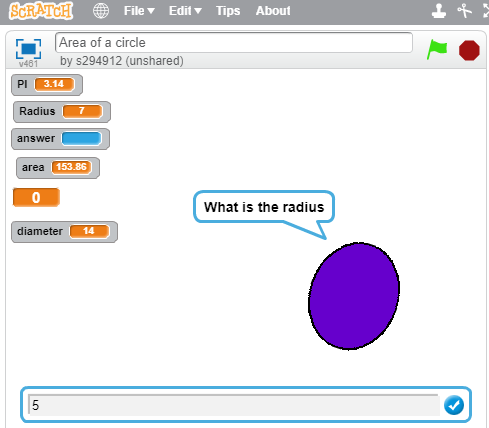 SCRATCH File Edit Tips About
Area of a circle
v461 by s294912 (unshared)
PI 3.14
Radius 7
answer
area 153.86
0
diameter 14
What is the radius
5